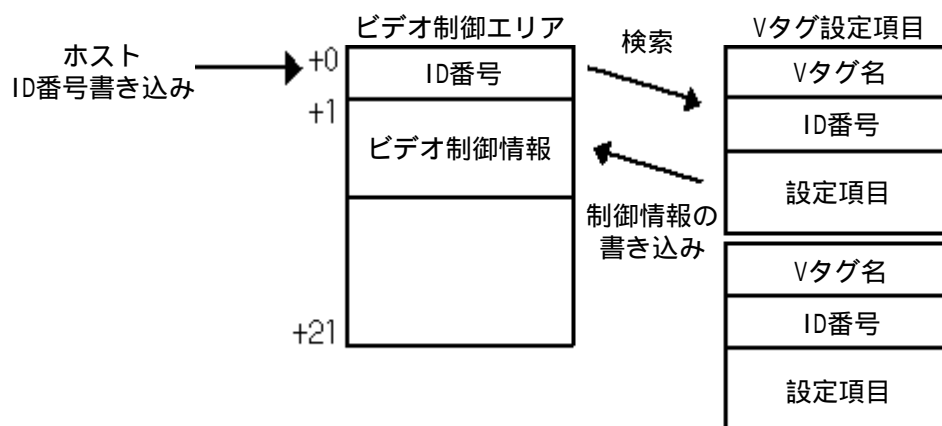 ホスト
ID番号書き込み
ビデオ制御エリア
+0
ID番号
+1
ビデオ制御情報
+21
検索
制御情報の
書き込み
Vタグ設定項目
Vタグ名
ID番号
設定項目
Vタグ名
ID番号
設定項目